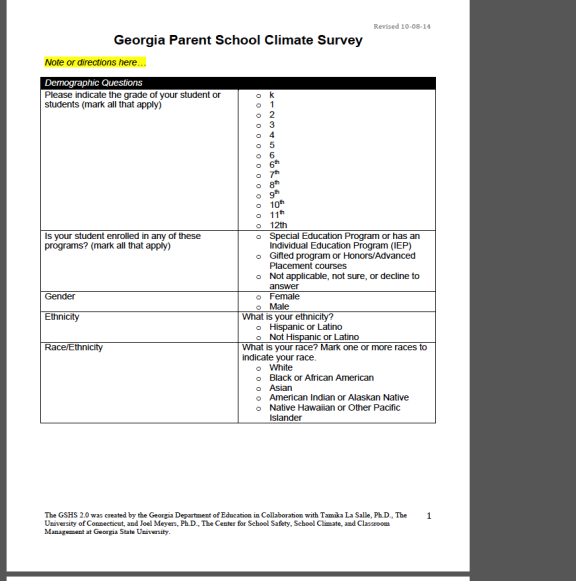 Revised 10-08-14
Georgia Parent School Climate Survey
Note or directions here…
Demographic Questions
Please indicate the grade of your student or
students (mark all that apply)
o k
o 1
o 2
o 3
o 4
o 5
o 6
o 6th
o 7th
o 8th
o 9th
o 10th
o 11th
o 12th
Is your student enrolled in any of these
programs? (mark all that apply)
o Special Education Program or has an
Individual Education Program (IEP)
o Gifted program or Honors/Advanced
Placement courses
o Not applicable, not sure, or decline to
answer
Gender
o Female
o Male
Ethnicity
What is your ethnicity?
o Hispanic or Latino
o Not Hispanic or Latino
Race/Ethnicity
What is your race? Mark one or more races to
indicate your race.
o White
o Black or African American
o Asian
o American Indian or Alaskan Native
o Native Hawaiian or Other Pacific
Islander
The GSHS 2.0 was created by the Georgia Department of Education in Collaboration with Tamika La Salle, Ph.D., The
University of Connecticut, and Joel Meyers, Ph.D., The Center for School Safety, School Climate, and Classroom
Management at Georgia State University.
1